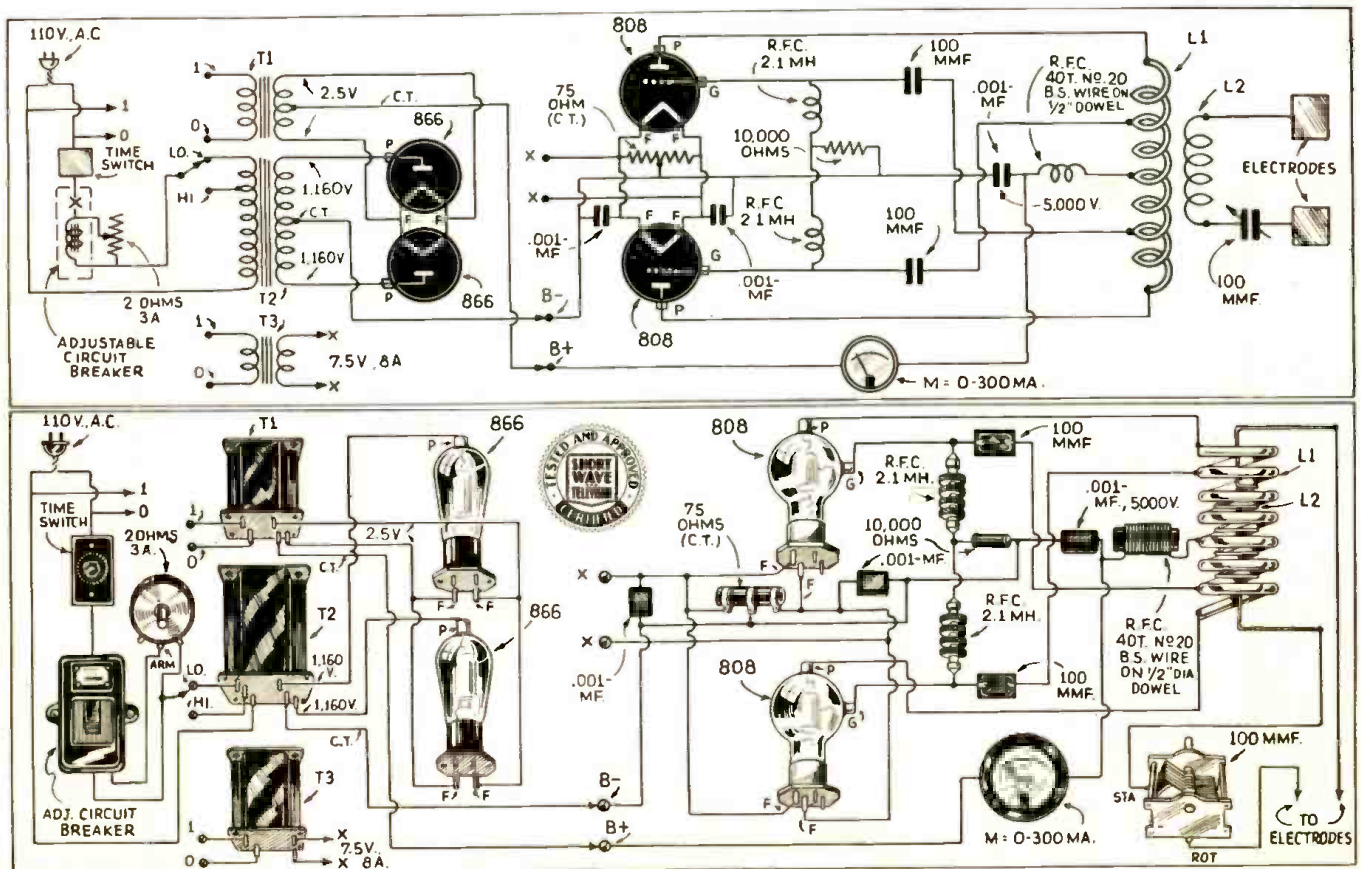 110V., A.C
1
0
TIME
SWITCH
X
2 OHMS
3A
ADJUSTABLE
CIRCUIT
BREAKER
T1
1
0
LO.
HI.
2.5V
C.T.
1,160V
C.T.
1,160V
T2
T3
1
0
X
X
7.5V., 8A
866
P
F
F
P
866
B-
B+
808
P
G
F
F
75
OHM
(C.T.)
X
X
.001-
MF.
F
F
G
P
808
.001-
MF.
R.F.C.
2.1 MH
10,000
OHMS
R.F.C
2.1 MH
100
MMF
100
MMF
.001-
MF
5,000 V.
R.F.C.
40T. NO. 20
B.S. WIRE ON
1/2" DOWEL
L1
L2
ELECTRODES
100
MMF.
M = 0-300 MA.
110V., A.C.
1
0
TIME
SWITCH
2 OHMS
3A.
ARM
ADJ. CIRCUIT
BREAKER
T1
1
0
2.5V
C.T.
T2
LO.
HI.
1,160
V.
1,160V.
C.T.
T3
1
0
X
7.5V.,
X 8A.
866
P
F
F
866
P
F
F
TESTED AND APPROVED
SHORT
WAVE
&
TELEVISION
CERTIFIED
B-
B+
808
P
G
F
F
75
OHMS
(C.T.)
X
X
.001-
MF.
.001-MF.
808
P
G
F
F
R.F.C.
2.1 MH.
10,000
OHMS
R.F.C.
2.1 MH.
100
MMF
100
MMF.
.001-
MF., 5000V.
R.F.C.
40T. NO 20
B.S. WIRE
ON 1/2" DIA
DOWEL
L1
L2
M = 0-300 MA.
100 MMF.
STA
ROT
TO
ELECTRODES